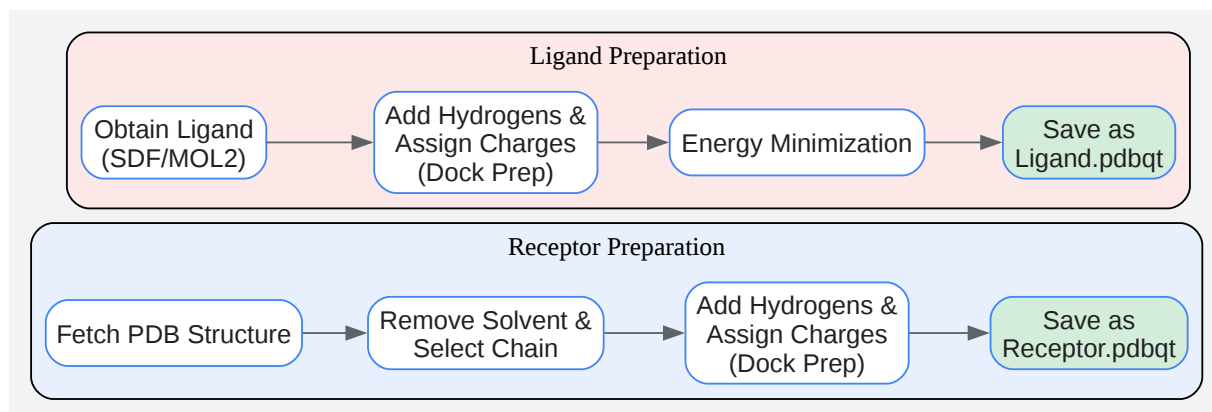 Ligand Preparation
Obtain Ligand
(SDF/MOL2)
Add Hydrogens &
Assign Charges
(Dock Prep)
Energy Minimization
Save as
Ligand.pdbqt
Receptor Preparation
Fetch PDB Structure
Remove Solvent &
Select Chain
Add Hydrogens &
Assign Charges
(Dock Prep)
Save as
Receptor.pdbqt